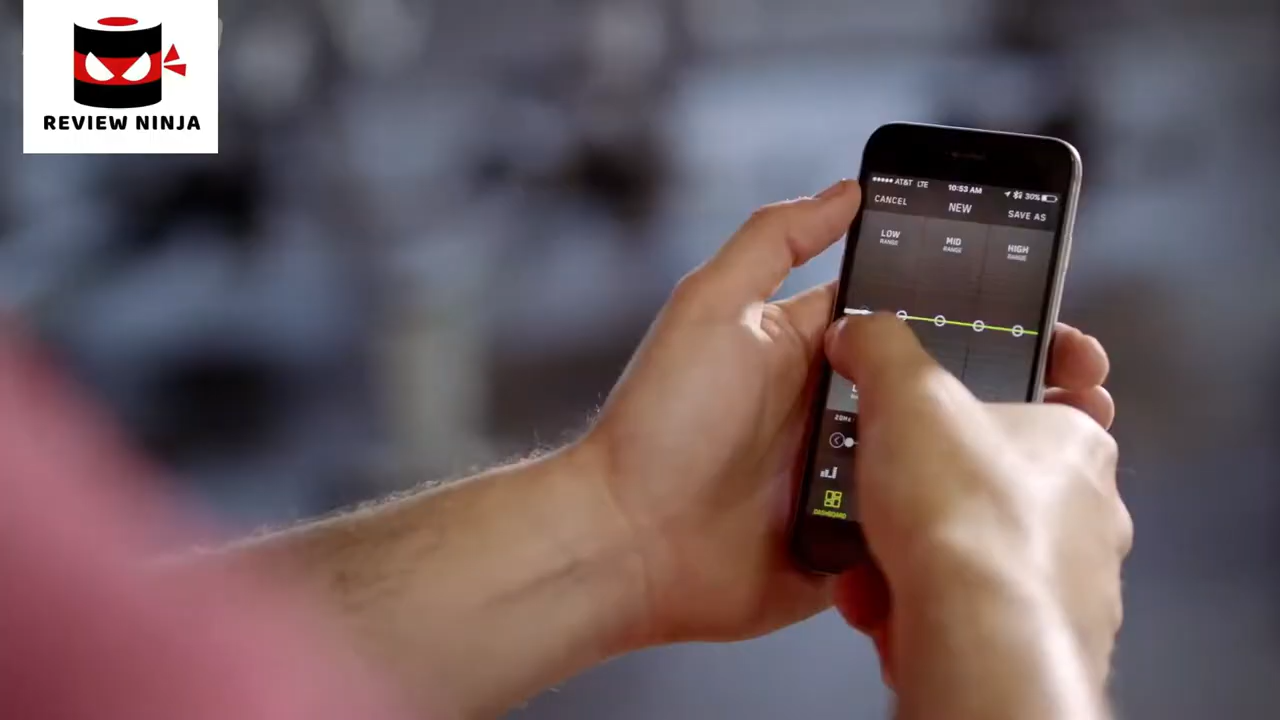 REVIEW NINJA
AT&T LTE 10:53 AM 30%
CANCEL NEW SAVE AS
LOW RANGE MID RANGE HIGH RANGE
20Hz
DASHBOARD